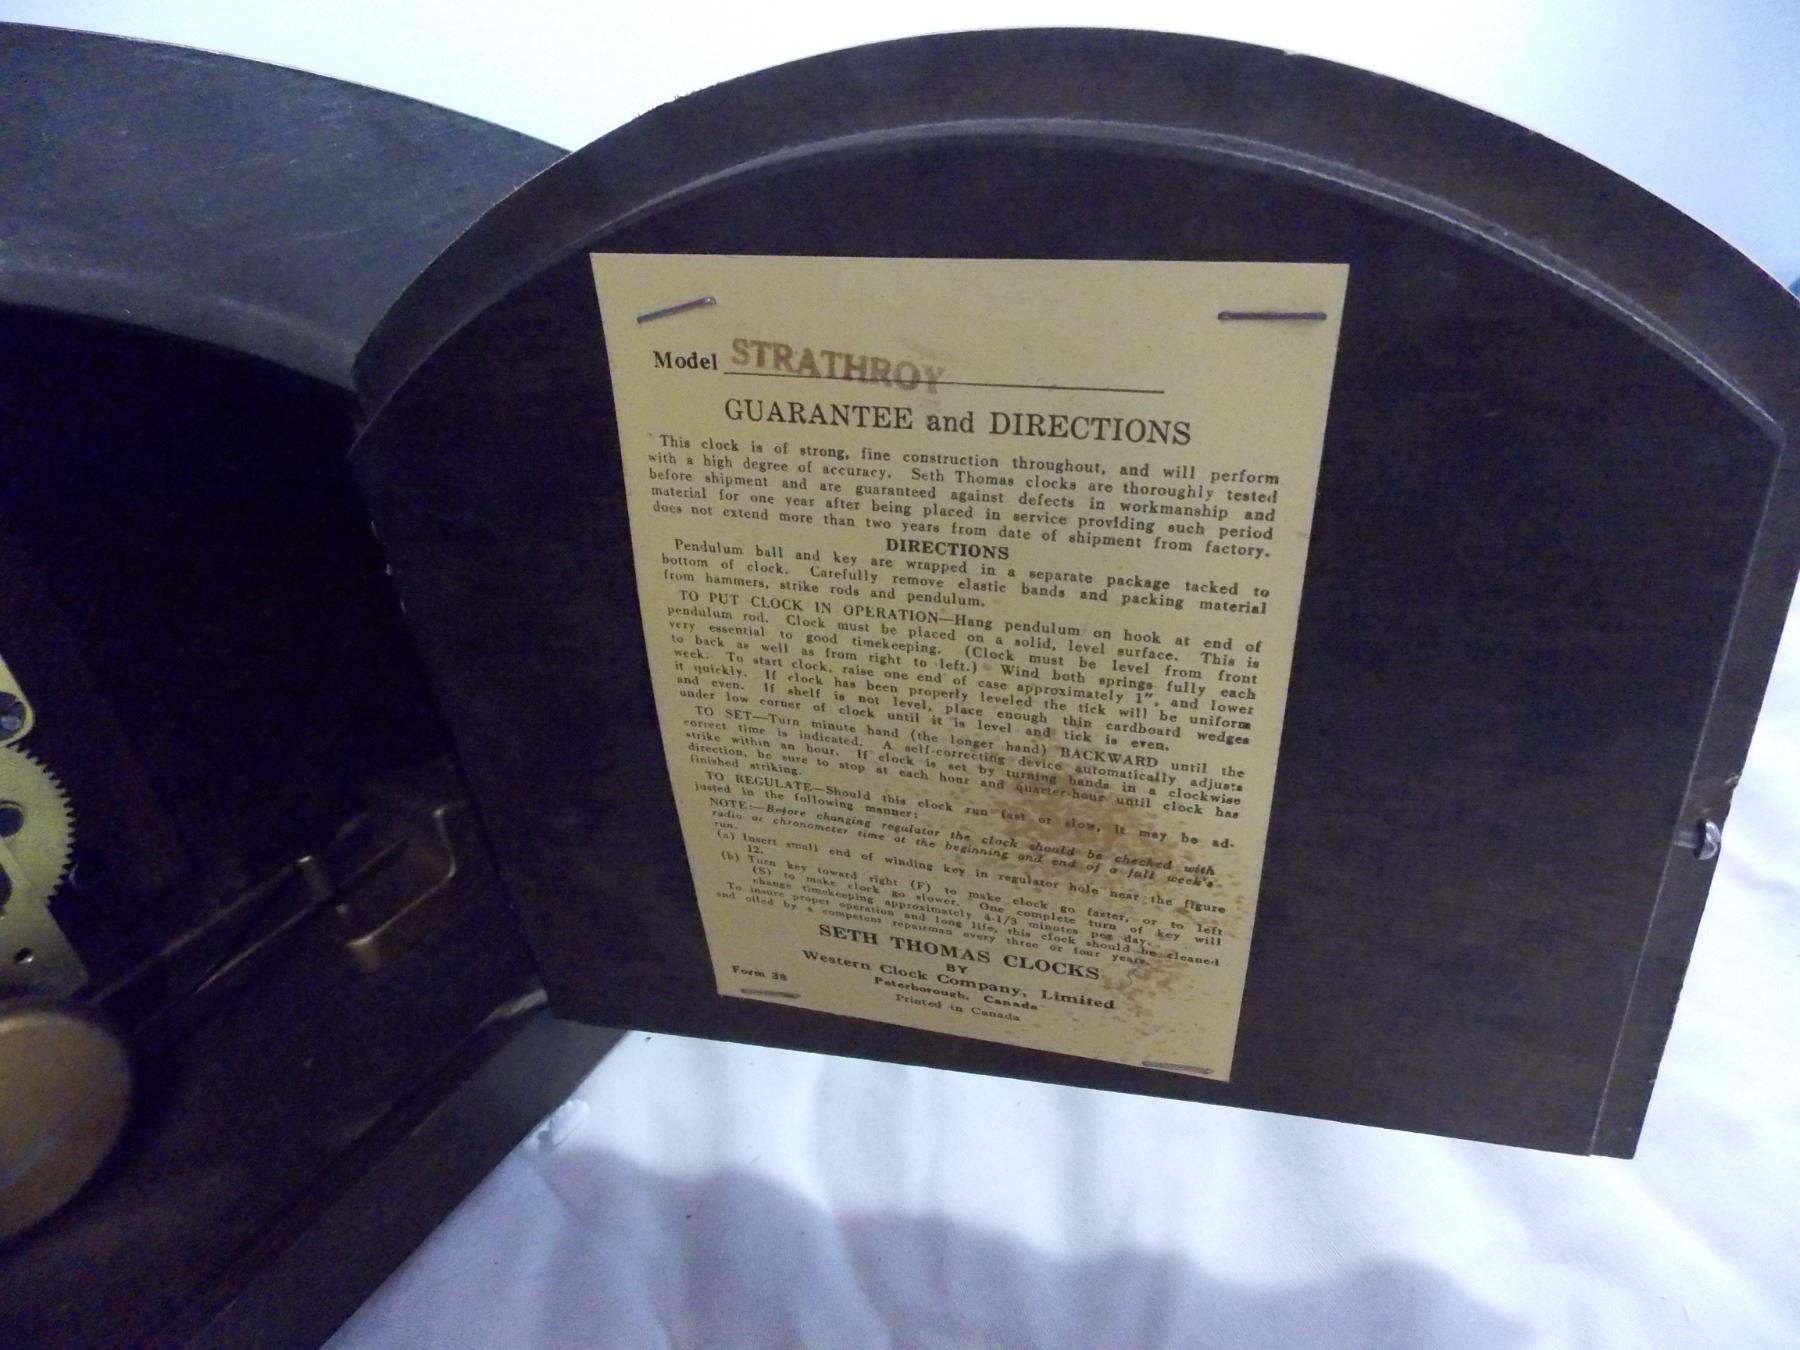 Model STRATHROY
GUARANTEE and DIRECTIONS
This clock is of strong, fine construction throughout, and will perform
with a high degree of accuracy. Seth Thomas clocks are thoroughly tested
before shipment and are guaranteed against defects in workmanship and
material for one year after being placed in service providing such period
does not extend more than two years from date of shipment from factory.
DIRECTIONS
Pendulum ball and key are wrapped in a separate package tacked to
bottom of clock. Carefully remove elastic bands and packing material
from hammers, strike rods and pendulum.
TO PUT CLOCK IN OPERATION—Hang pendulum on hook at end of
pendulum rod. Clock must be placed on a solid, level surface. This is
very essential to good timekeeping. (Clock must be level from front
to back as well as from right to left.) Wind both springs fully each
week. To start clock, raise one end of case approximately 1", and lower
it quickly. If clock has been properly leveled the tick will be uniform
and even. If shelf is not level, place enough thin cardboard wedges
under low corner of clock until it is level and tick is even.
TO SET—Turn minute hand (the longer hand) BACKWARD until the
correct time is indicated. A self-correcting device automatically adjusts
strike within an hour. If clock is set by turning hands in a clockwise
direction, be sure to stop at each hour and quarter-hour until clock has
finished striking.
TO REGULATE—Should this clock run fast or slow, it may be ad-
justed in the following manner:
NOTE:—Before changing regulator the clock should be checked with
radio or chronometer time at the beginning and end of a full week's
run.
(a) Insert small end of winding key in regulator hole near the figure
12.
(b) Turn key toward right (F) to make clock go faster, or to left
(S) to make clock go slower. One complete turn of key will
change timekeeping approximately 4-1/3 minutes per day.
To insure proper operation and long life, this clock should be cleaned
and oiled by a competent repairman every three or four years.
SETH THOMAS CLOCKS
BY
Western Clock Company, Limited
Peterborough, Canada
Form 38
Printed in Canada